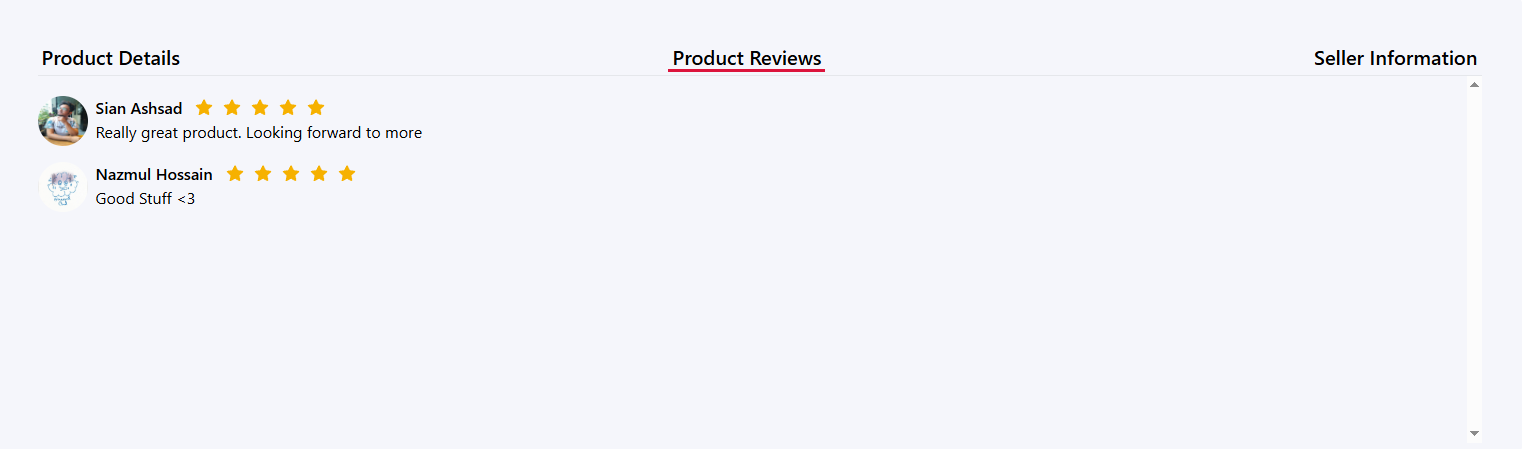 Product Details
Product Reviews
Seller Information
Sian Ashsad
Really great product. Looking forward to more
Nazmul Hossain
Good Stuff <3